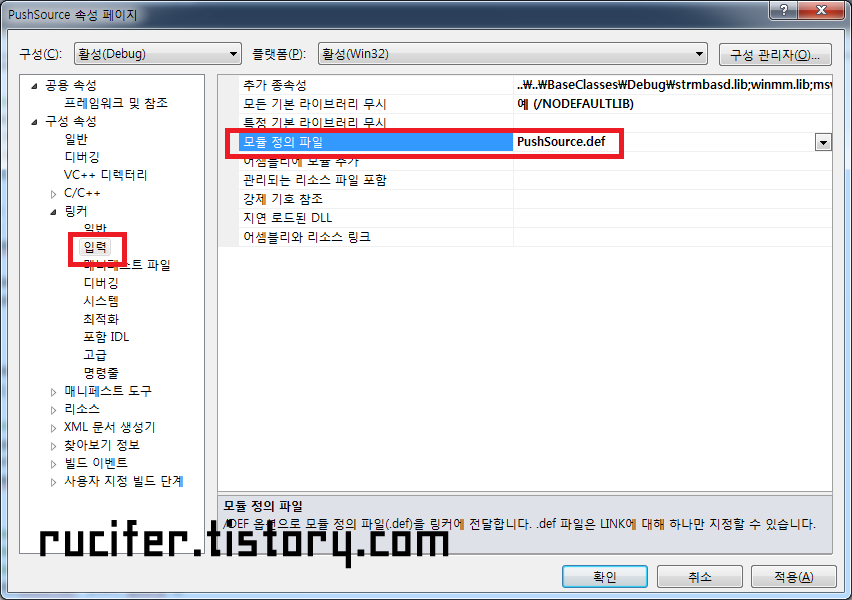 PushSource 속성 페이지
구성(C): 활성(Debug) 플랫폼(P): 활성(Win32) 구성 관리자(O)...
공용 속성
프레임워크 및 참조
구성 속성
일반
디버깅
VC++ 디렉터리
C/C++
링커
일반
입력
매니페스트 파일
디버깅
시스템
최적화
포함 IDL
고급
명령줄
매니페스트 도구
리소스
XML 문서 생성기
찾아보기 정보
빌드 이벤트
사용자 지정 빌드 단계
추가 종속성 ..₩..₩BaseClasses₩Debug₩strmbasd.lib;winmm.lib;msv
모든 기본 라이브러리 무시 예 (/NODEFAULTLIB)
특정 기본 라이브러리 무시
모듈 정의 파일 PushSource.def
어셈블리에 모듈 추가
관리되는 리소스 파일 포함
강제 기호 참조
지연 로드된 DLL
어셈블리와 리소스 링크
모듈 정의 파일
/DEF 옵션으로 모듈 정의 파일(.def)을 링커에 전달합니다. .def 파일은 LINK에 대해 하나만 지정할 수 있습니다.
rucifer.tistory.com
확인 취소 적용(A)